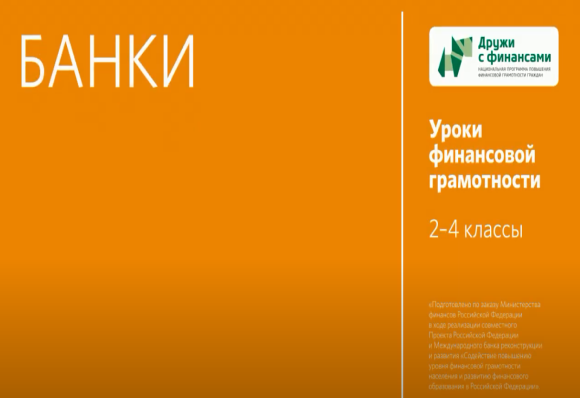 БАНКИ
Дружи
с финансами
НАЦИОНАЛЬНАЯ ПРОГРАММА ПОВЫШЕНИЯ
ФИНАНСОВОЙ ГРАМОТНОСТИ ГРАЖДАН
Уроки
финансовой
грамотности
2-4 классы
«Подготовлено по заказу Министерства
финансов Российской Федерации
в ходе реализации совместного
Проекта Российской Федерации
и Международного банка реконструкции
и развития «Содействие повышению
уровня финансовой грамотности
населения и развитию финансового
образования в Российской Федерации».